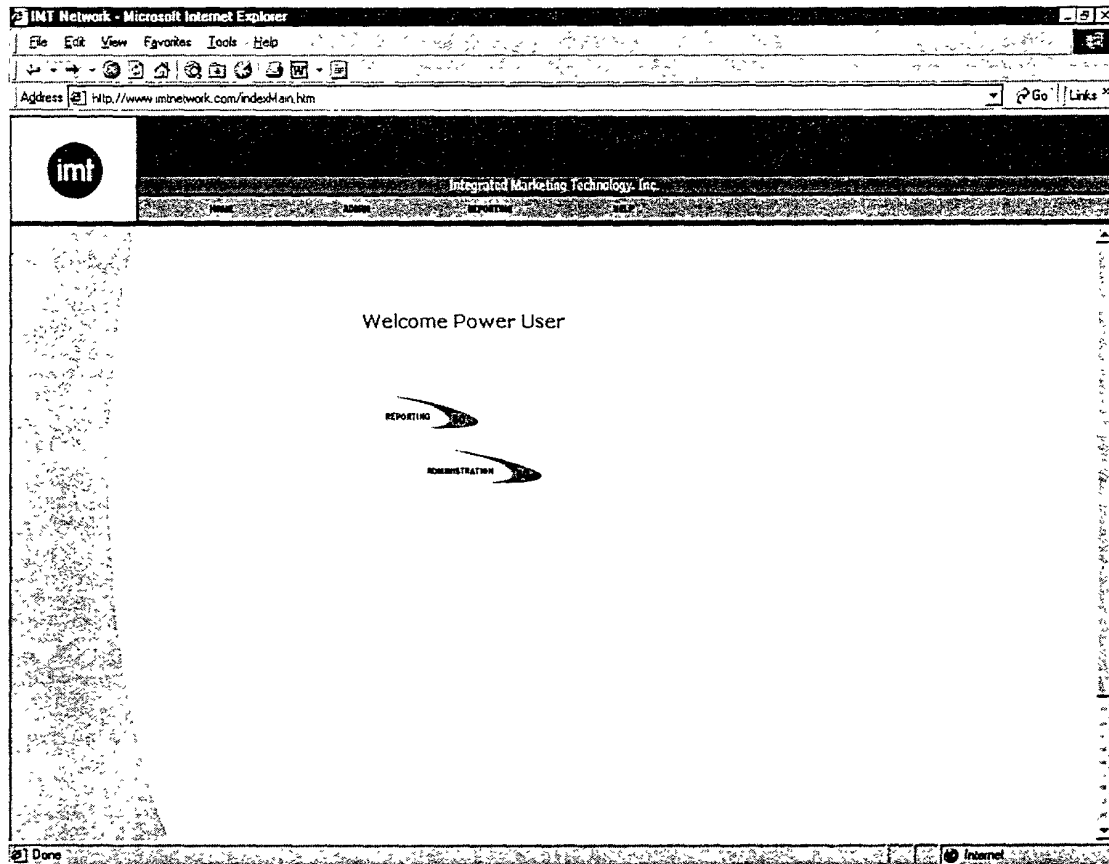 IMT Network - Microsoft Internet Explorer
File Edit View Favorites Tools Help
Address http://www.imtnetwork.com/indexMain.htm Go Links »
imt
Integrated Marketing Technology, Inc.
HOME ADMIN REPORTING HELP
Welcome Power User
REPORTING GO
ADMINISTRATION
Done Internet